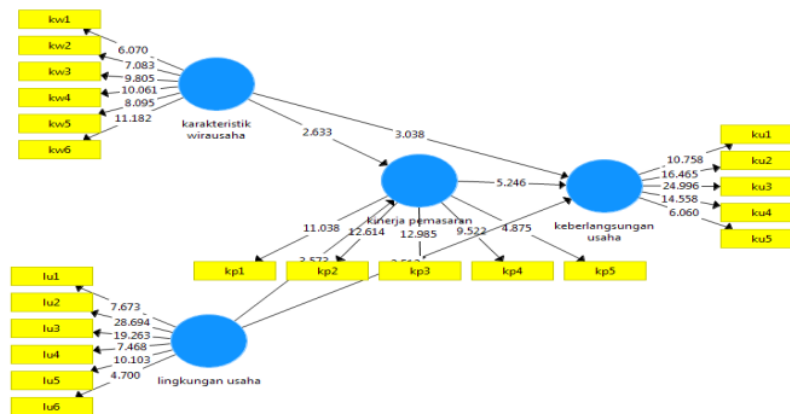 kw1
kw2
kw3
kw4
kw5
kw6
6.070
7.083
9.805
10.061
8.095
11.182
karakteristik
wirausaha
2.633
3.038
5.246
kinerja pemasaran
keberlangsungan
usaha
10.758
16.465
24.996
14.558
6.060
ku1
ku2
ku3
ku4
ku5
11.038
12.614
12.985
9.522
4.875
3.573
kp1
kp2
kp3
kp4
kp5
lu1
lu2
lu3
lu4
lu5
lu6
7.673
28.694
19.263
7.468
10.103
4.700
lingkungan usaha